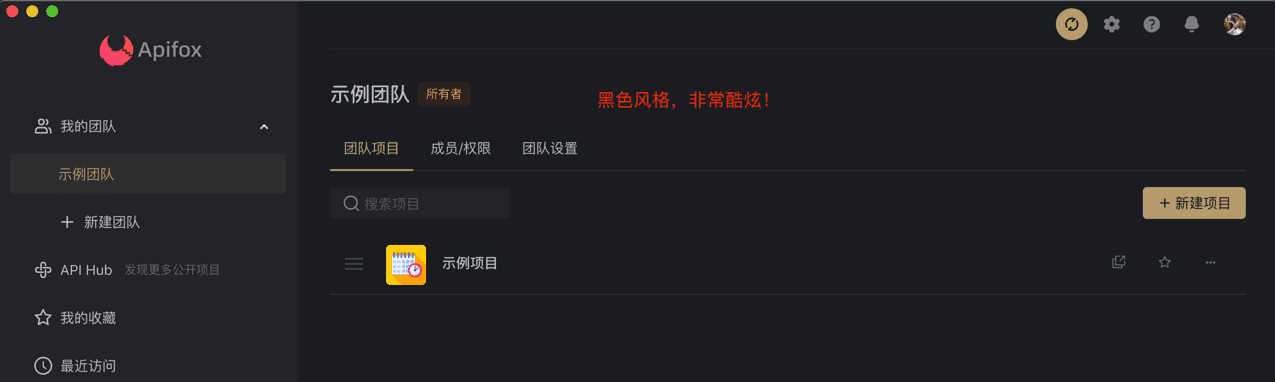 Apifox
我的团队
示例团队
新建团队
API Hub 发现更多公开项目
我的收藏
最近访问
示例团队 所有者
黑色风格，非常酷炫！
团队项目 成员/权限 团队设置
搜索项目
+ 新建项目
示例项目